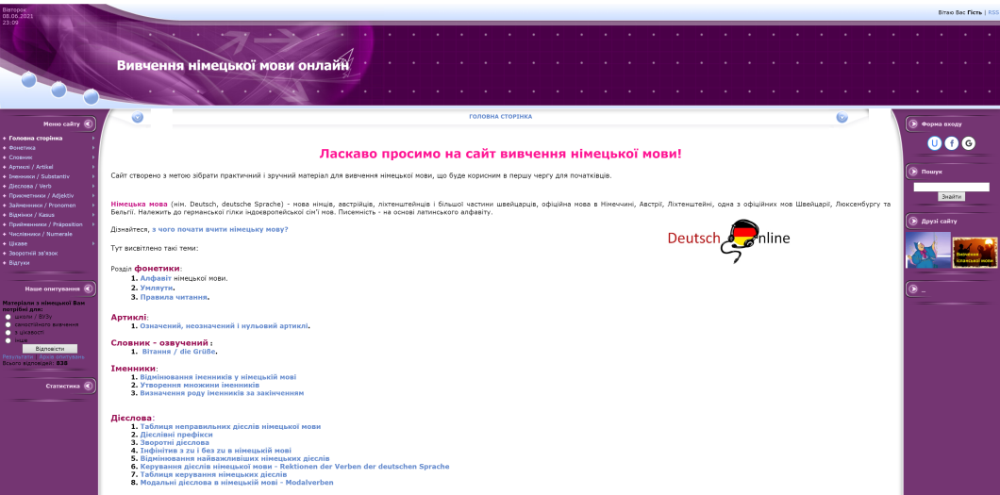 Вівторок
08.06.2021
23:09
Вітаю Вас Гість | RSS
Вивчення німецької мови онлайн
Меню сайту
Головна сторінка
Фонетика
Словник
Артиклі / Artikel
Іменники / Substantiv
Дієслова / Verb
Прикметники / Adjektiv
Займенники / Pronomen
Відмінки / Kasus
Прийменники / Präposition
Числівники / Numerale
Цікаве
Зворотній зв'язок
Відгуки
Наше опитування
Матеріали з німецької Вам
потрібні для:
школи / ВУЗу
самостійного вивчення
з цікавості
інше
Відповісти
Результати | Архів опитувань
Всього відповідей: 838
Статистика
ГОЛОВНА СТОРІНКА
Ласкаво просимо на сайт вивчення німецької мови!
Сайт створено з метою зібрати практичний і зручний матеріал для вивчення німецької мови, що буде корисним в першу чергу для початківців.
Німецька мова (нім. Deutsch, deutsche Sprache) - мова німців, австрійців, ліхтенштейнців і більшої частини швейцарців, офіційна мова в Німеччині, Австрії, Ліхтенштейні, одна з офіційних мов Швейцарії, Люксембургу та
Бельгії. Належить до германської гілки індоєвропейської сім'ї мов. Писемність - на основі латинського алфавіту.
Дізнайтеся, з чого почати вчити німецьку мову?
Deutsch Online
Тут висвітлено такі теми:
Розділ фонетики:
1. Алфавіт німецької мови.
2. Умляути.
3. Правила читання.
Артиклі:
1. Означений, неозначений і нульовий артиклі.
Словник - озвучений :
1. Вітання / die Grüße.
Іменники:
1. Відмінювання іменників у німецькій мові
2. Утворення множини іменників
3. Визначення роду іменників за закінченням
Дієслова:
1. Таблиця неправильних дієслів німецької мови
2. Дієслівні префікси
3. Зворотні дієслова
4. Інфінітив з zu і без zu в німецькій мові
5. Відмінювання найважливіших німецьких дієслів
6. Керування дієслів німецької мови - Rektionen der Verben der deutschen Sprache
7. Таблиця керування німецьких дієслів
8. Модальні дієслова в німецькій мові - Modalverben
Форма входу
U f G
Пошук
Знайти
Друзі сайту
Вивчення
іспанської мови
_